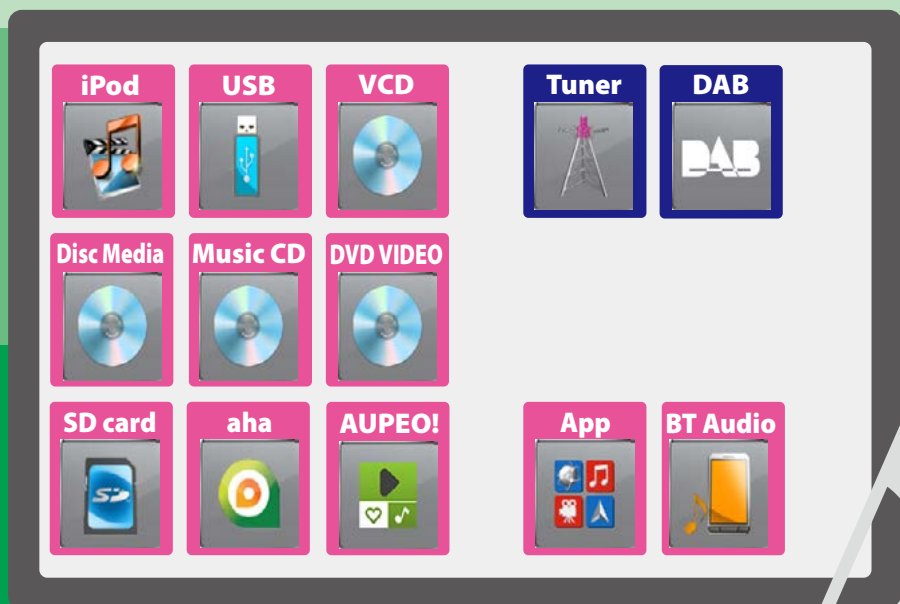 iPod USB VCD Tuner DAB
DAB
Disc Media Music CD DVD VIDEO
SD card aha AUPEO! App BT Audio
SD